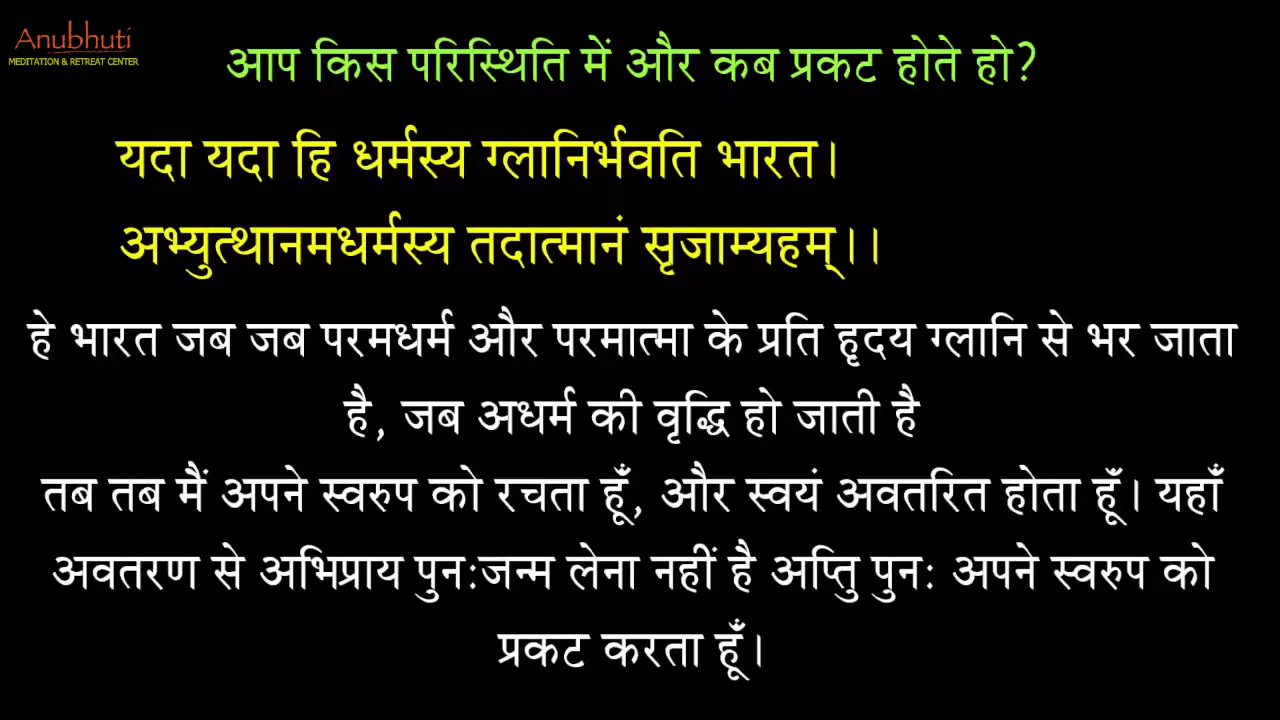 Anubhuti
MEDITATION & RETREAT CENTER
आप किस परिस्थिति में और कब प्रकट होते हो?
यदा यदा हि धर्मस्य ग्लानिर्भवति भारत।
अभ्युत्थानमधर्मस्य तदात्मानं सृजाम्यहम्।।
हे भारत जब जब परमधर्म और परमात्मा के प्रति हृदय ग्लानि से भर जाता
है, जब अधर्म की वृद्धि हो जाती है
तब तब मैं अपने स्वरुप को रचता हूँ, और स्वयं अवतरित होता हूँ। यहाँ
अवतरण से अभिप्राय पुनःजन्म लेना नहीं है अप्तिु पुनः अपने स्वरुप को
प्रकट करता हूँ।